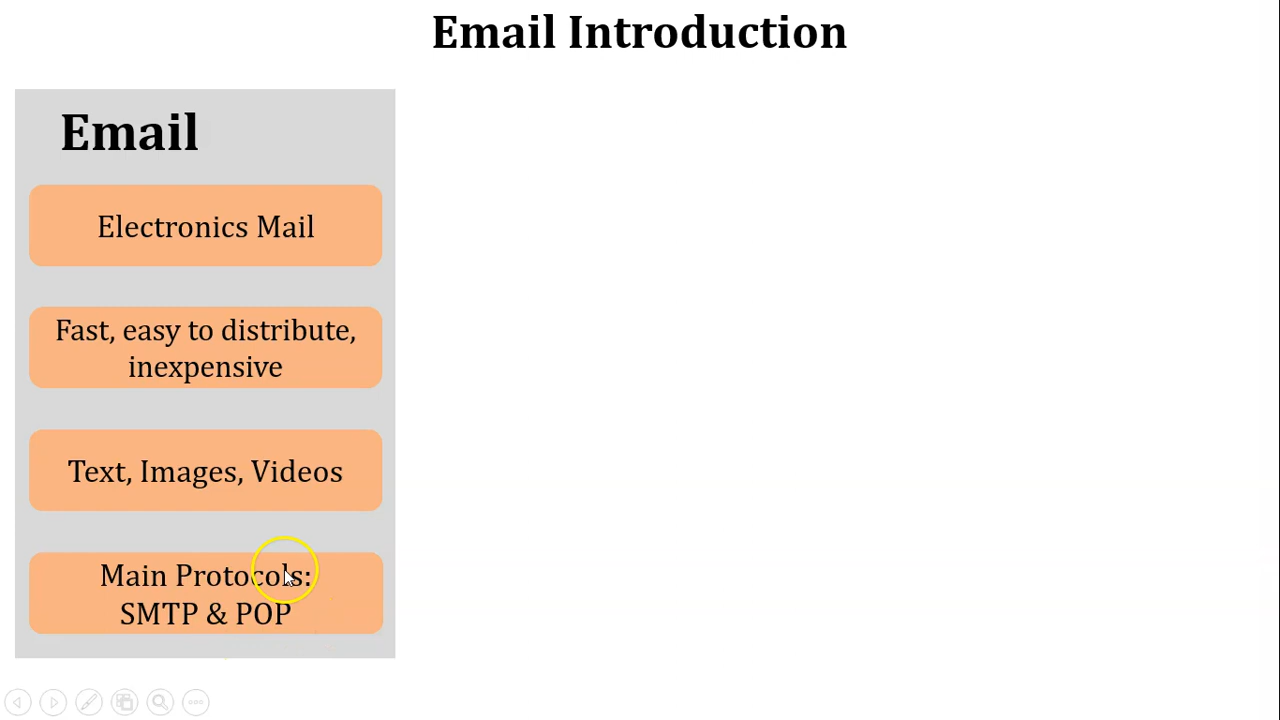 Email Introduction
Email
Electronics Mail
Fast, easy to distribute,
inexpensive
Text, Images, Videos
Main Protocols:
SMTP & POP